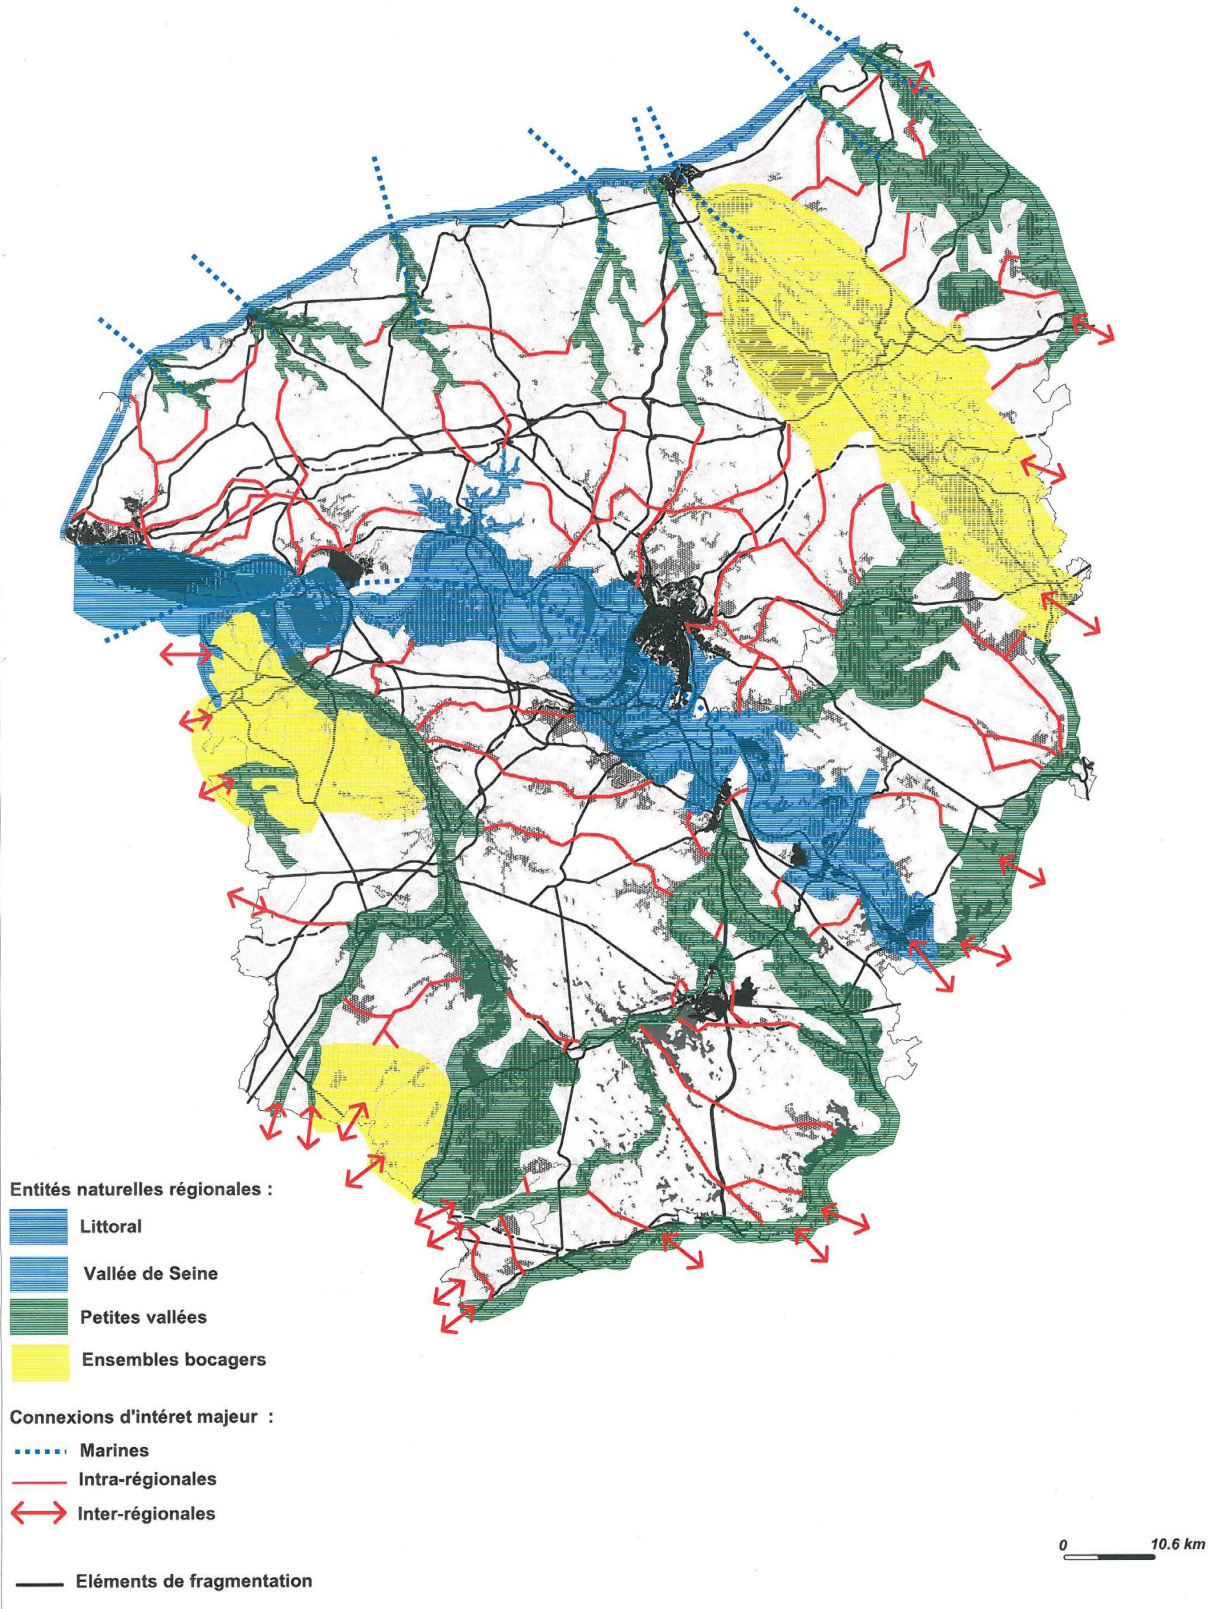 Entités naturelles régionales :
Littoral
Vallée de Seine
Petites vallées
Ensembles bocagers
Connexions d'intéret majeur :
Marines
Intra-régionales
Inter-régionales
Eléments de fragmentation
0 10.6 km